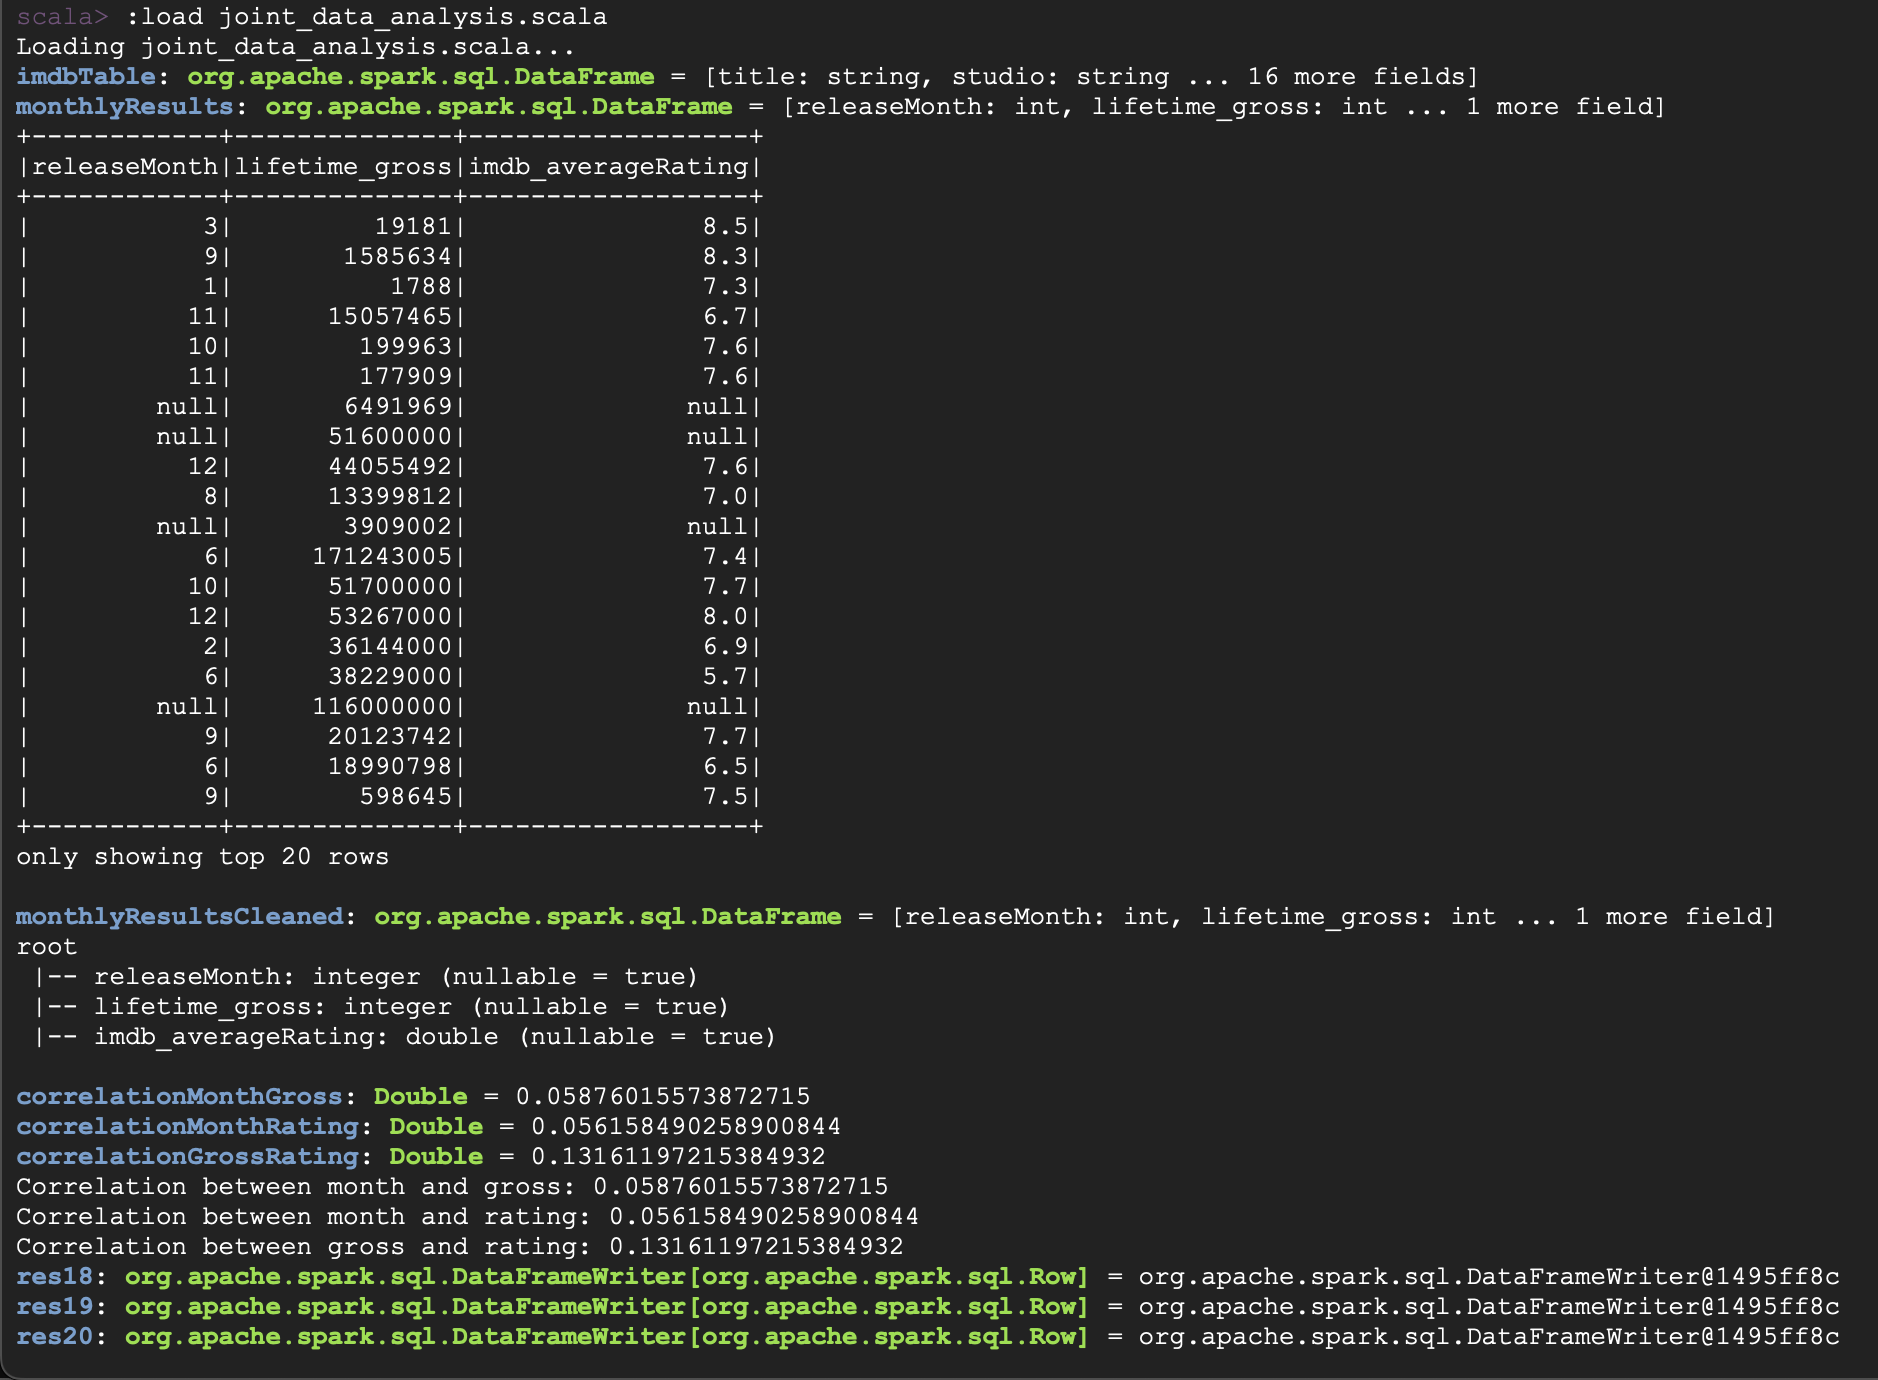 scala> :load joint_data_analysis.scala
Loading joint_data_analysis.scala...
imdbTable: org.apache.spark.sql.DataFrame = [title: string, studio: string ... 16 more fields]
monthlyResults: org.apache.spark.sql.DataFrame = [releaseMonth: int, lifetime_gross: int ... 1 more field]
+------------+--------------+------------------+
|releaseMonth|lifetime_gross|imdb_averageRating|
+------------+--------------+------------------+
|           3|         19181|               8.5|
|           9|       1585634|               8.3|
|           1|          1788|               7.3|
|          11|      15057465|               6.7|
|          10|        199963|               7.6|
|          11|        177909|               7.6|
|        null|       6491969|              null|
|        null|      51600000|              null|
|          12|      44055492|               7.6|
|           8|      13399812|               7.0|
|        null|       3909002|              null|
|           6|     171243005|               7.4|
|          10|      51700000|               7.7|
|          12|      53267000|               8.0|
|           2|      36144000|               6.9|
|           6|      38229000|               5.7|
|        null|     116000000|              null|
|           9|      20123742|               7.7|
|           6|      18990798|               6.5|
|           9|        598645|               7.5|
+------------+--------------+------------------+
only showing top 20 rows
monthlyResultsCleaned: org.apache.spark.sql.DataFrame = [releaseMonth: int, lifetime_gross: int ... 1 more field]
root
 |-- releaseMonth: integer (nullable = true)
 |-- lifetime_gross: integer (nullable = true)
 |-- imdb_averageRating: double (nullable = true)
correlationMonthGross: Double = 0.05876015573872715
correlationMonthRating: Double = 0.056158490258900844
correlationGrossRating: Double = 0.13161197215384932
Correlation between month and gross: 0.05876015573872715
Correlation between month and rating: 0.056158490258900844
Correlation between gross and rating: 0.13161197215384932
res18: org.apache.spark.sql.DataFrameWriter[org.apache.spark.sql.Row] = org.apache.spark.sql.DataFrameWriter@1495ff8c
res19: org.apache.spark.sql.DataFrameWriter[org.apache.spark.sql.Row] = org.apache.spark.sql.DataFrameWriter@1495ff8c
res20: org.apache.spark.sql.DataFrameWriter[org.apache.spark.sql.Row] = org.apache.spark.sql.DataFrameWriter@1495ff8c